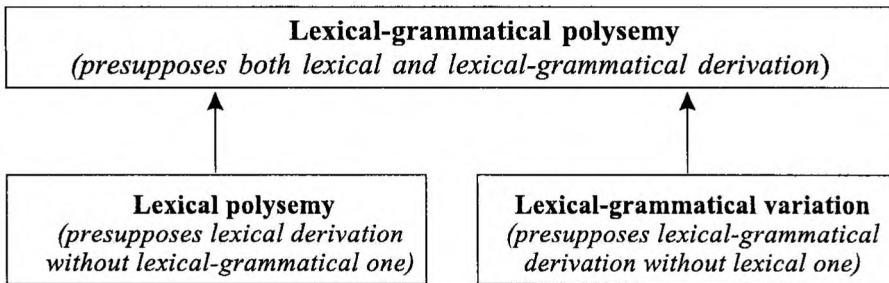 Lexical-grammatical polysemy
(presupposes both lexical and lexical-grammatical derivation)
Lexical polysemy
(presupposes lexical derivation
without lexical-grammatical one)
Lexical-grammatical variation
(presupposes lexical-grammatical
derivation without lexical one)